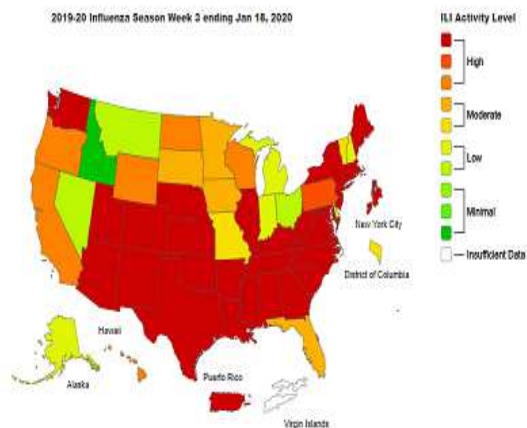 2019-20 Influenza Season Week 3 ending Jan 18, 2020
ILI Activity Level
High
Moderate
Low
Minimal
Insufficient Data
New York City
District of Columbia
Hawaii
Alaska
Puerto Rico
Virgin Islands